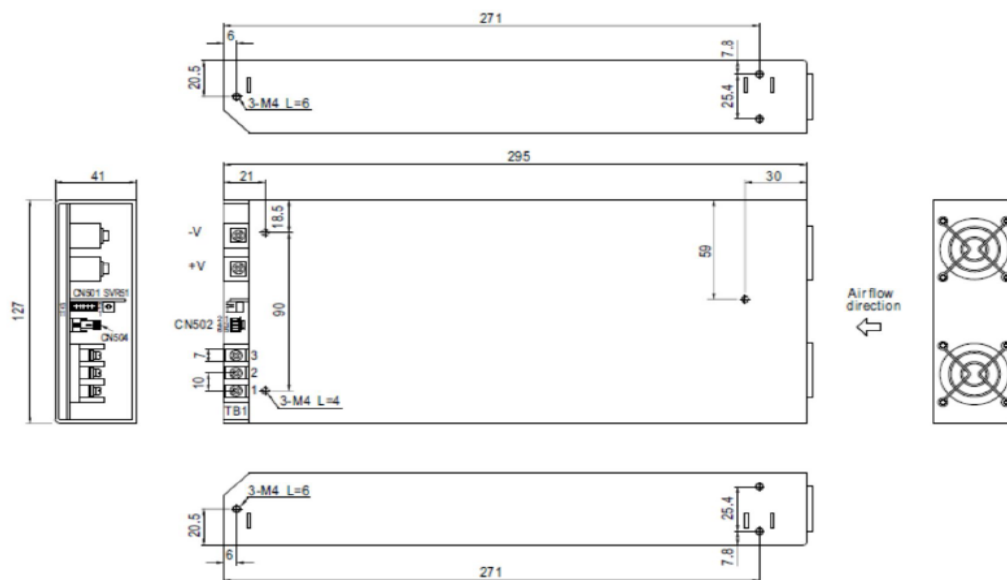 271
6
7.8
20.5
25.4
3-M4 L=6
295
41
21
30
18.5
-V
59
+V
CN501 SVR51
127
Air flow
direction
CN502
90
CN504
7
3
2
10
1
TB1
3-M4 L=4
3-M4 L=6
25.4
20.5
6
7.8
271